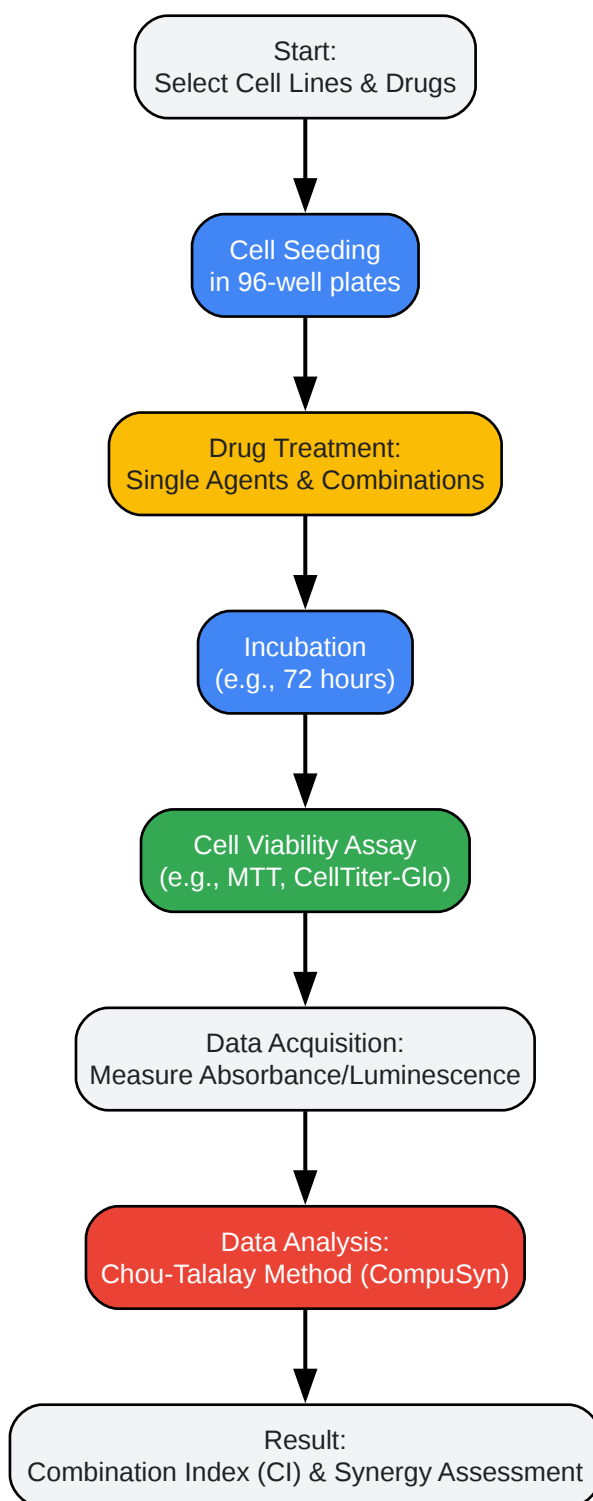 Start:
Select Cell Lines & Drugs
Cell Seeding
in 96-well plates
Drug Treatment:
Single Agents & Combinations
Incubation
(e.g., 72 hours)
Cell Viability Assay
(e.g., MTT, CellTiter-Glo)
Data Acquisition:
Measure Absorbance/Luminescence
Data Analysis:
Chou-Talalay Method (CompuSyn)
Result:
Combination Index (CI) & Synergy Assessment